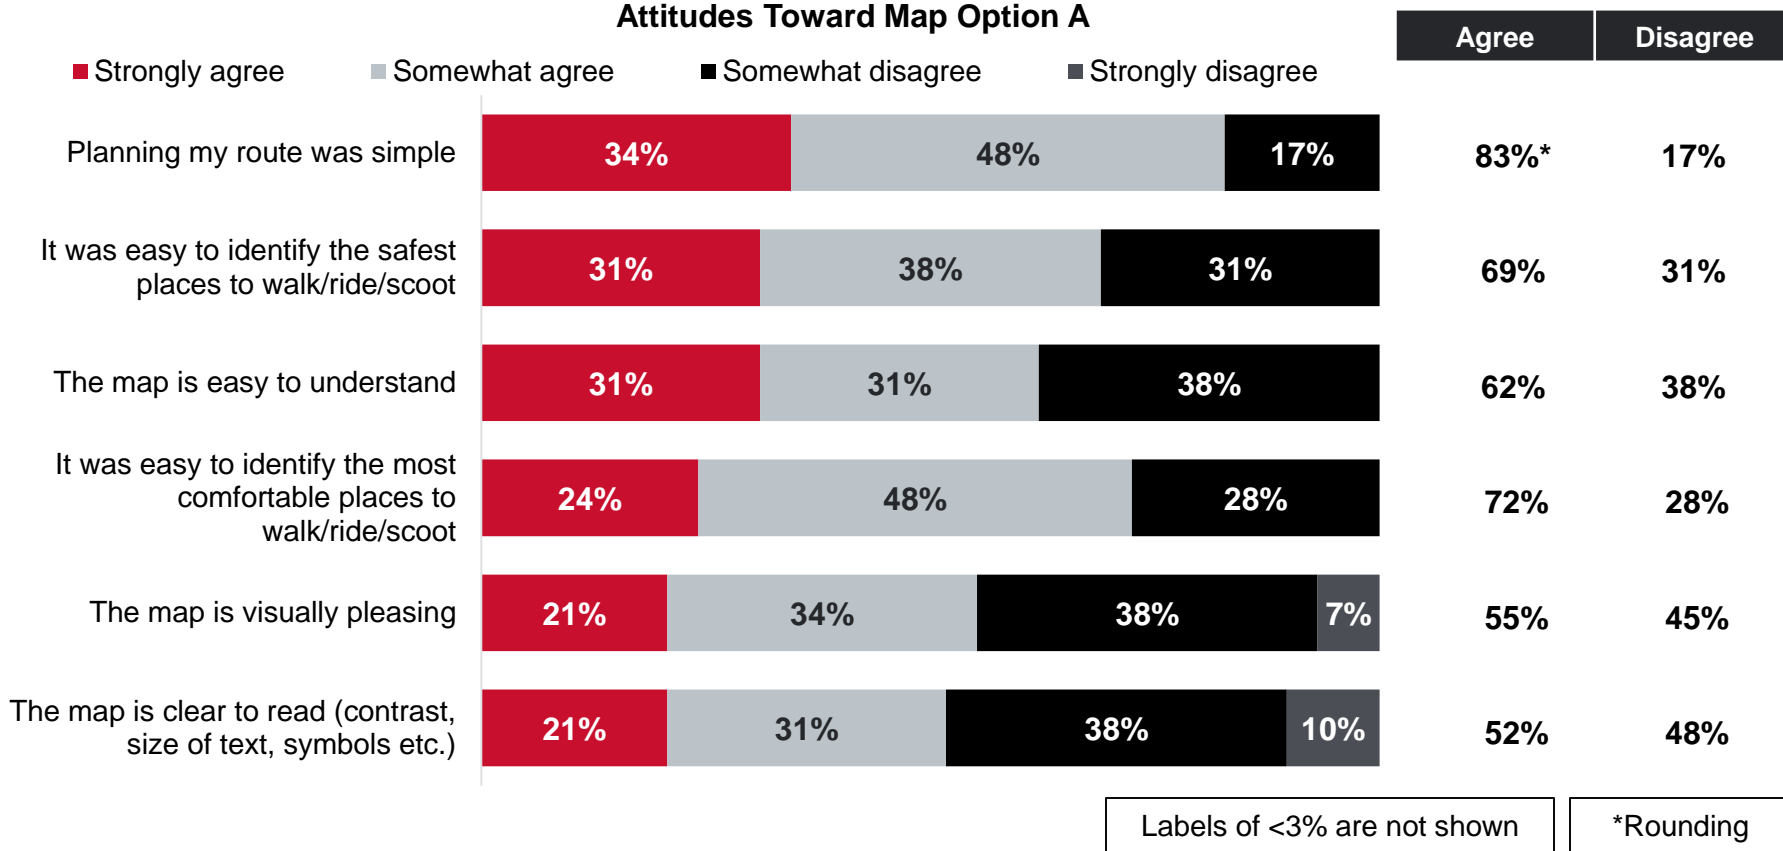 Attitudes Toward Map Option A
Agree Disagree
Strongly agree Somewhat agree Somewhat disagree Strongly disagree
Planning my route was simple 34% 48% 17% 83%* 17%
It was easy to identify the safest
places to walk/ride/scoot 31% 38% 31% 69% 31%
The map is easy to understand 31% 31% 38% 62% 38%
It was easy to identify the most
comfortable places to
walk/ride/scoot 24% 48% 28% 72% 28%
The map is visually pleasing 21% 34% 38% 7% 55% 45%
The map is clear to read (contrast,
size of text, symbols etc.) 21% 31% 38% 10% 52% 48%
Labels of <3% are not shown *Rounding